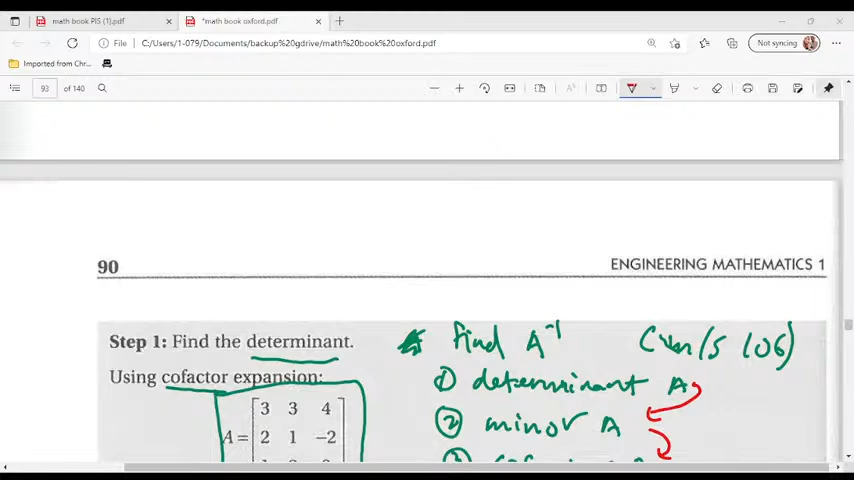 math book PIS (1).pdf
*math book oxford.pdf
File
C:/Users/1-079/Documents/backup%20gdrive/math%20book%20oxford.pdf
Not syncing
Imported from Chr...
93 of 140
90
ENGINEERING MATHEMATICS 1
Step 1: Find the determinant.
Using cofactor expansion:
A = [3 3 4
2 1 -2
Find A⁻¹
① determinant A
② minor A